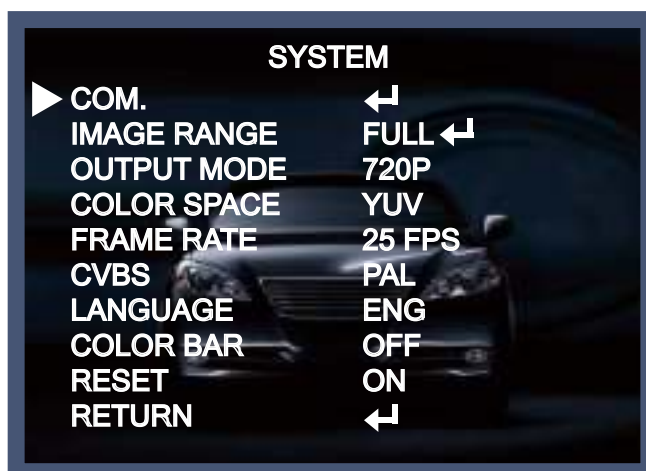 SYSTEM
COM. ↵
IMAGE RANGE FULL ↵
OUTPUT MODE 720P
COLOR SPACE YUV
FRAME RATE 25 FPS
CVBS PAL
LANGUAGE ENG
COLOR BAR OFF
RESET ON
RETURN ↵